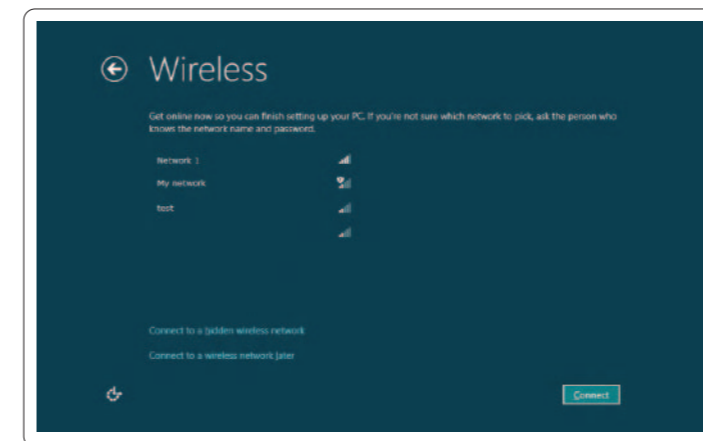 Wireless
Get online now so you can finish setting up your PC. If you're not sure which network to pick, ask the person who
knows the network name and password.
Network 1
My network
test
Connect to a hidden wireless network
Connect to a wireless network later
Connect